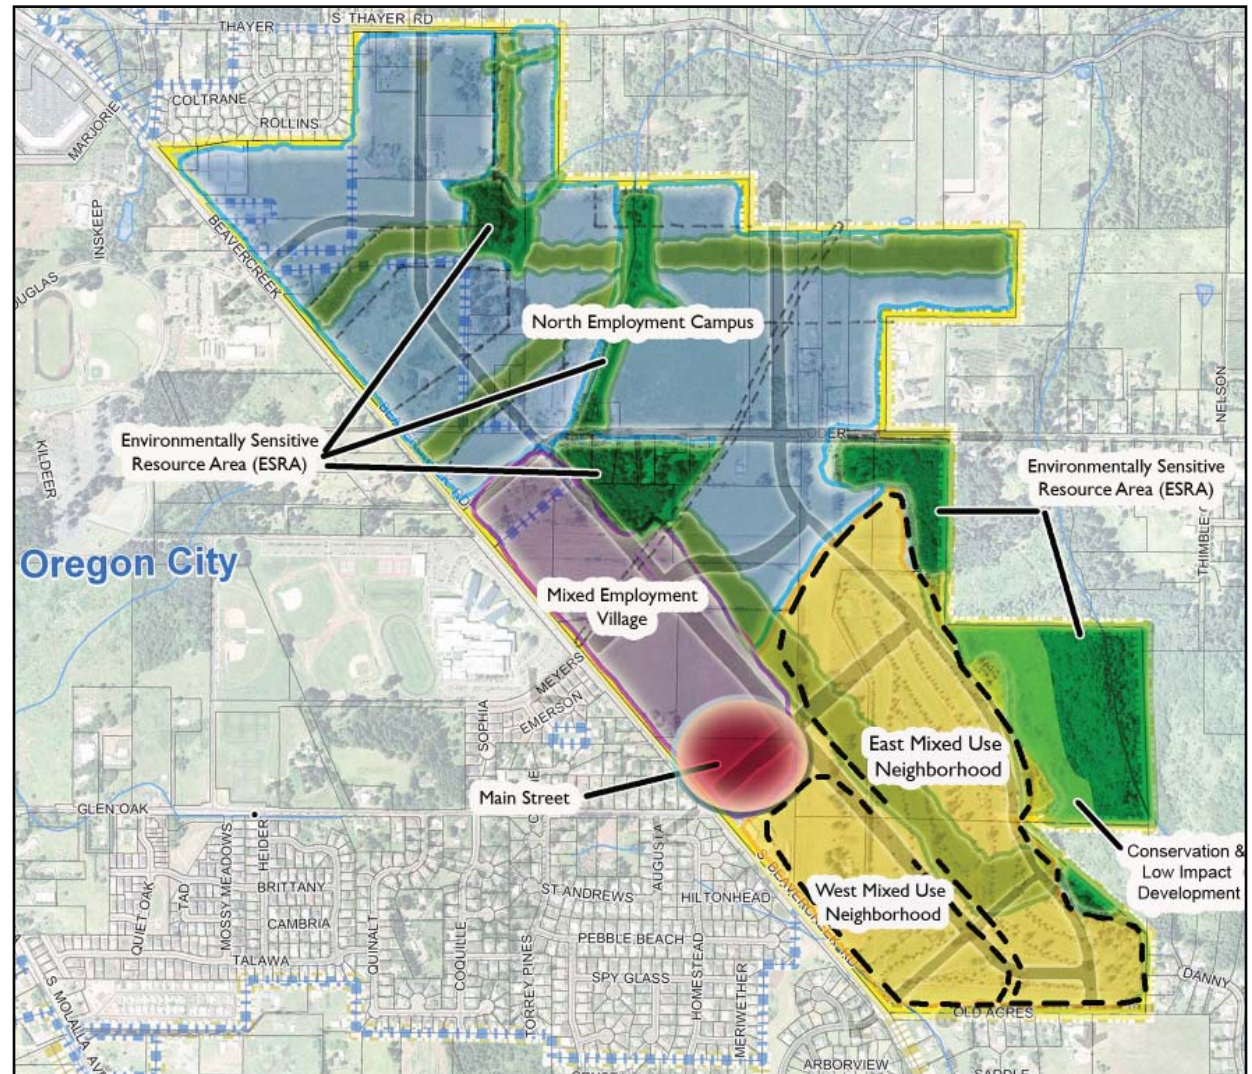 S THAYER RD
THAYER
COLTRANE
ROLLINS
MARJORIE
INSKEEP
BEAVERCREEK
North Employment Campus
NELSON
KILDEER
Environmentally Sensitive
Resource Area (ESRA)
Environmentally Sensitive
Resource Area (ESRA)
THIMBLE
Oregon City
Mixed Employment
Village
MEYERS
EMERSON
SOPHIA
East Mixed Use
Neighborhood
Main Street
GLEN OAK
HEIDER
Conservation &
Low Impact
Development
West Mixed Use
Neighborhood
QUIET OAK
TAD
MOSSY MEADOWS
BRITTANY
CAMBRIA
TALAWA
QUINALT
COQUILLE
ST ANDREWS
AUGUSTA
HILTONHEAD
PEBBLE BEACH
SPY GLASS
TORREY PINES
HOMESTEAD
MERIWETHER
DANNY
OLD ACRES
ARBORVIEW